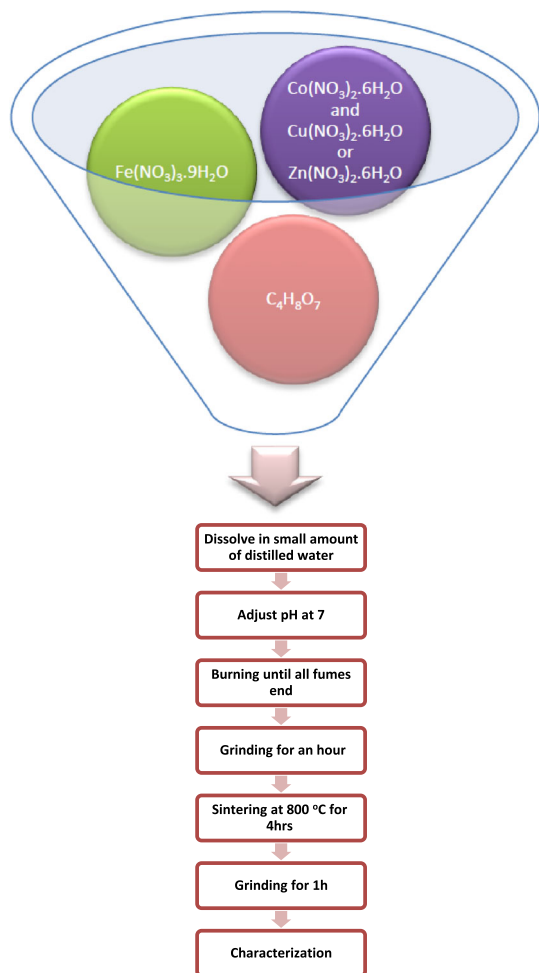 Co(NO₃)₂.6H₂O
and
Cu(NO₃)₂.6H₂O
or
Zn(NO₃)₂.6H₂O
Fe(NO₃)₃.9H₂O
C₄H₈O₇
Dissolve in small amount
of distilled water
Adjust pH at 7
Burning until all fumes
end
Grinding for an hour
Sintering at 800 ᵒC for
4hrs
Grinding for 1h
Characterization